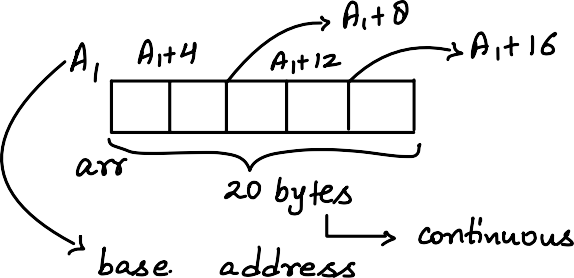 A₁+8
A₁ A₁+4 A₁+12 A₁+16
arr
20 bytes
continuous
base address